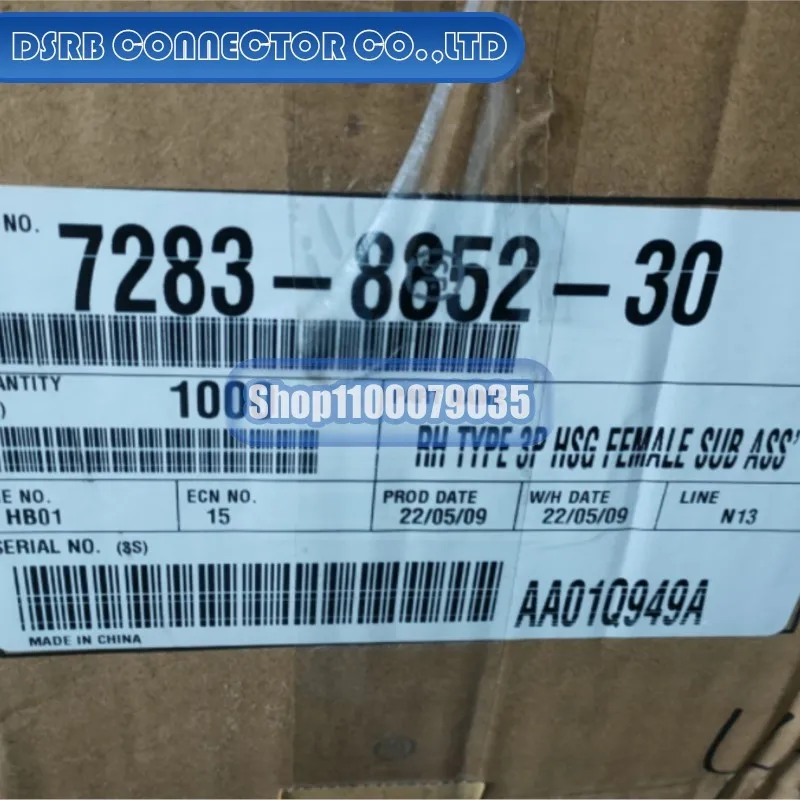 DSRB CONNECTOR CO.,LTD
NO.
7283-8852-30
ANTITY
100
Shop1100079035
)
RH TYPE 3P HSG FEMALE SUB ASS'
E NO.
HB01
ECN NO.
15
PROD DATE
22/05/09
W/H DATE
22/05/09
LINE
N13
SERIAL NO. (3S)
AA01Q949A
MADE IN CHINA